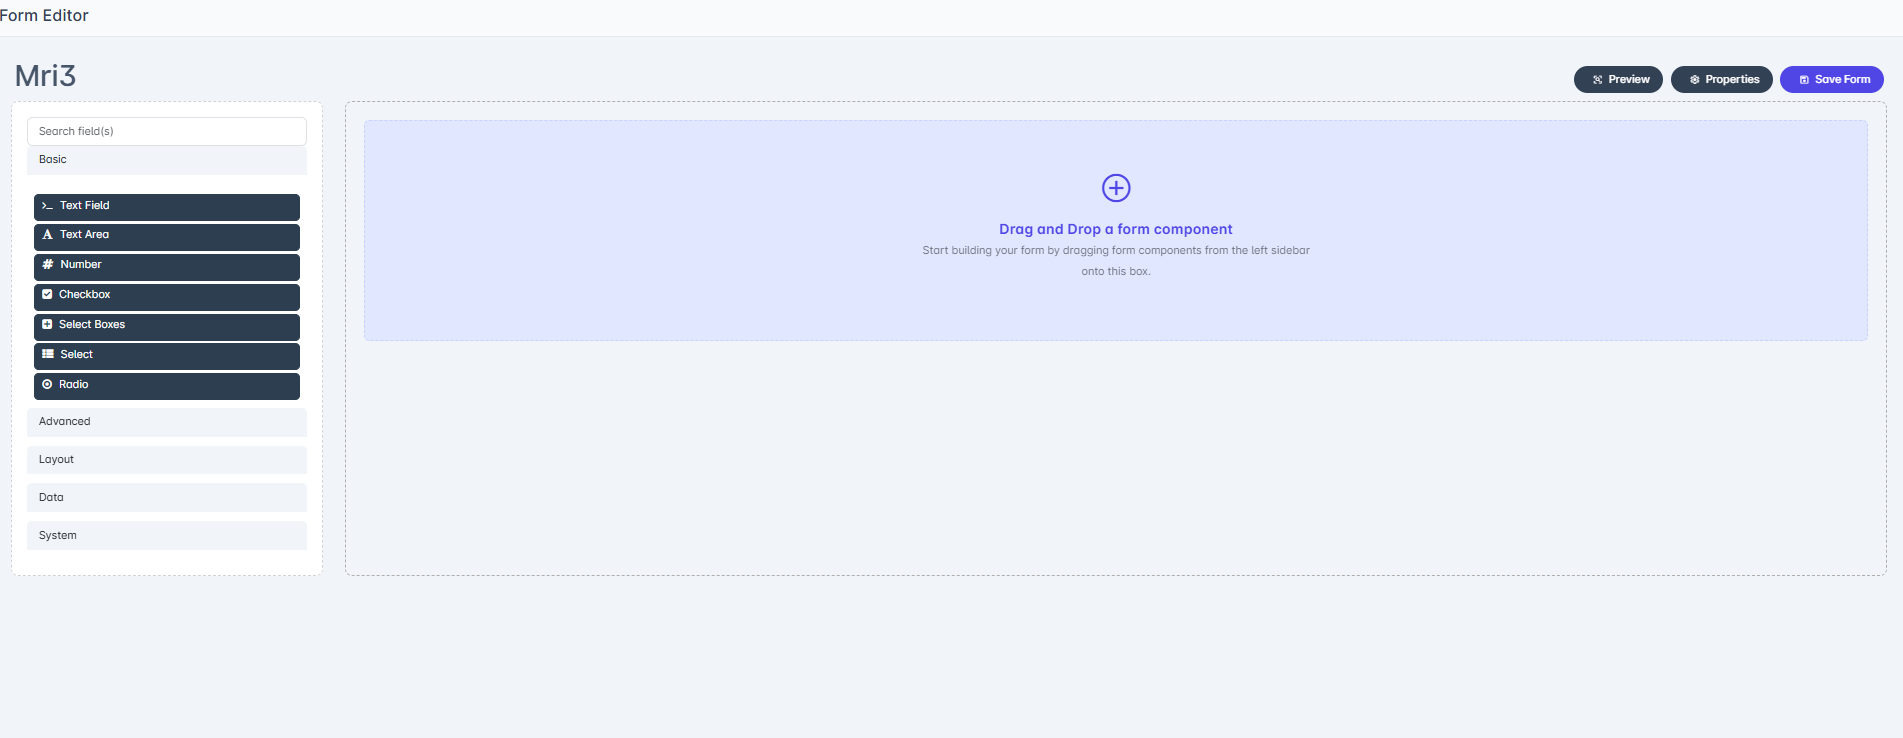 Form Editor
Mri3
Preview
Properties
Save Form
Search field(s)
Basic
Text Field
Text Area
Number
Checkbox
Select Boxes
Select
Radio
Advanced
Layout
Data
System
Drag and Drop a form component
Start building your form by dragging form components from the left sidebar
onto this box.